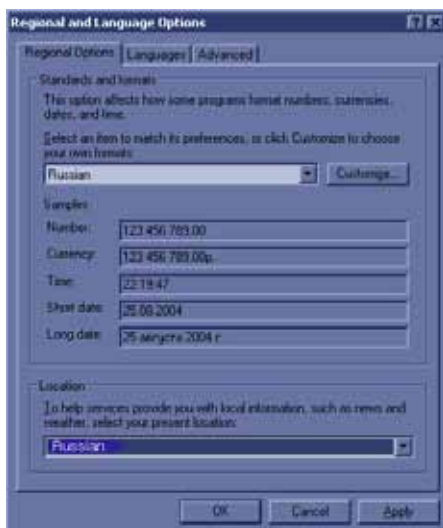 Regional and Language Options
Regional Options Languages Advanced
Standards and formats
This option affects how some programs format numbers, currencies,
dates, and time.
Select an item to match its preferences, or click Customize to choose
your own formats:
Russian Customize...
Samples
Number: 123 456 789,00
Currency: 123 456 789,00р.
Time: 22:19:47
Short date: 25.08.2004
Long date: 25 августа 2004 г.
Location
To help services provide you with local information, such as news and
weather, select your present location:
Russian
OK Cancel Apply